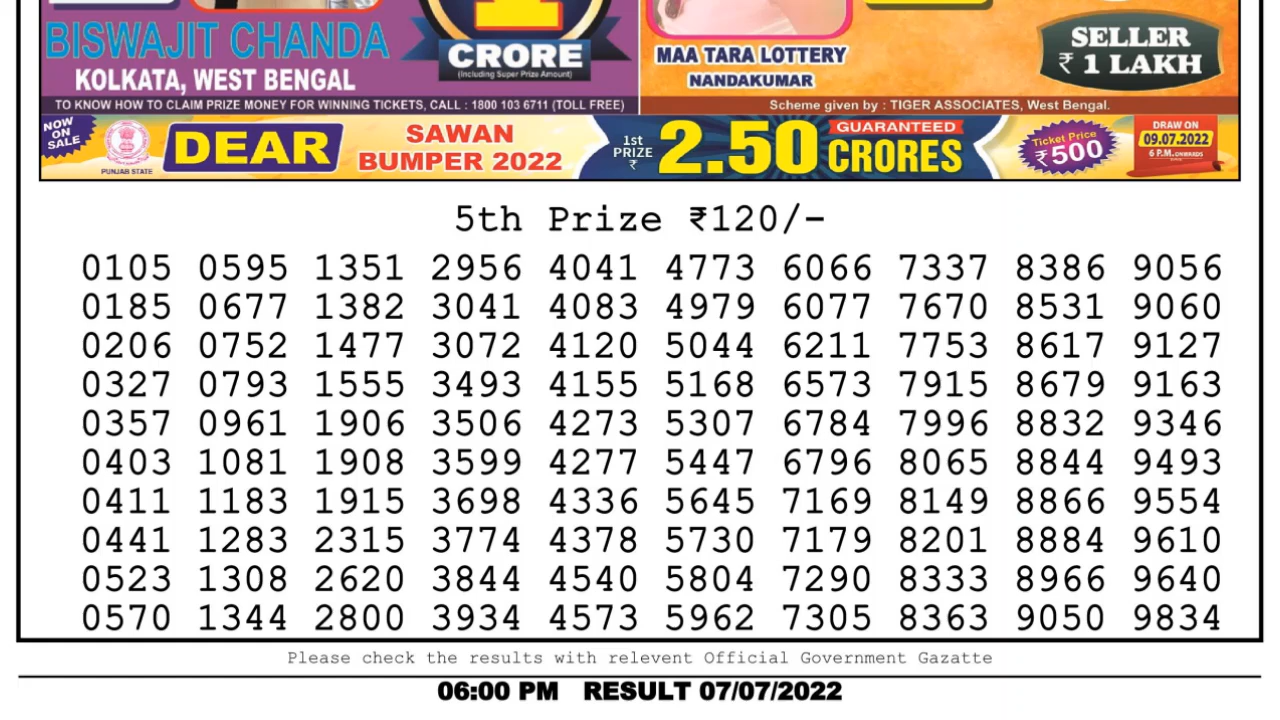 BISWAJIT CHANDA
KOLKATA, WEST BENGAL
1
CRORE
(Including Super Prize Amount)
MAA TARA LOTTERY
NANDAKUMAR
SELLER
₹ 1 LAKH
TO KNOW HOW TO CLAIM PRIZE MONEY FOR WINNING TICKETS, CALL : 1800 103 6711 (TOLL FREE)
Scheme given by : TIGER ASSOCIATES, West Bengal.
NOW
ON
SALE
PUNJAB STATE
DEAR
SAWAN
BUMPER 2022
1st
PRIZE
₹
2.50
GUARANTEED
CRORES
Ticket Price
₹500
DRAW ON
09.07.2022
6 P.M. ONWARDS
5th Prize ₹120/-
0105 0595 1351 2956 4041 4773 6066 7337 8386 9056
0185 0677 1382 3041 4083 4979 6077 7670 8531 9060
0206 0752 1477 3072 4120 5044 6211 7753 8617 9127
0327 0793 1555 3493 4155 5168 6573 7915 8679 9163
0357 0961 1906 3506 4273 5307 6784 7996 8832 9346
0403 1081 1908 3599 4277 5447 6796 8065 8844 9493
0411 1183 1915 3698 4336 5645 7169 8149 8866 9554
0441 1283 2315 3774 4378 5730 7179 8201 8884 9610
0523 1308 2620 3844 4540 5804 7290 8333 8966 9640
0570 1344 2800 3934 4573 5962 7305 8363 9050 9834
Please check the results with relevent Official Government Gazatte
06:00 PM RESULT 07/07/2022